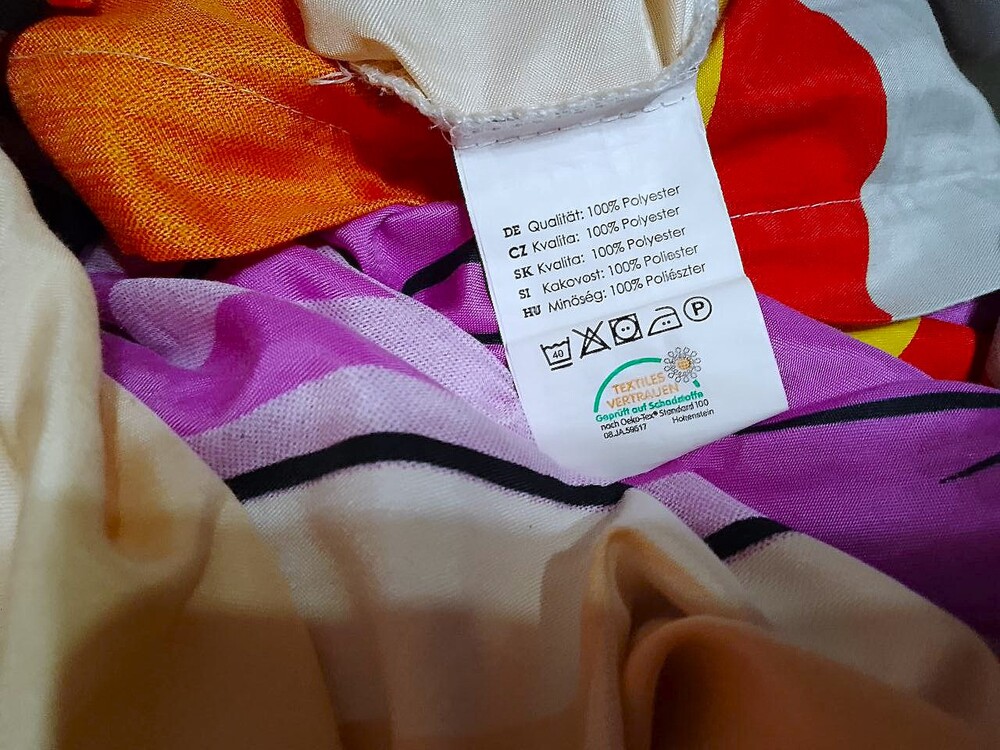 DE Qualität: 100% Polyester
CZ Kvalita: 100% Polyester
SK Kvalita: 100% Polyester
SI Kakovost: 100% Poliester
HU Minőség: 100% Poliészter
40 P
TEXTILES
VERTRAUEN
Geprüft auf Schadstoffe
nach Oeko-Tex® Standard 100
08.JA.59517 Hohenstein